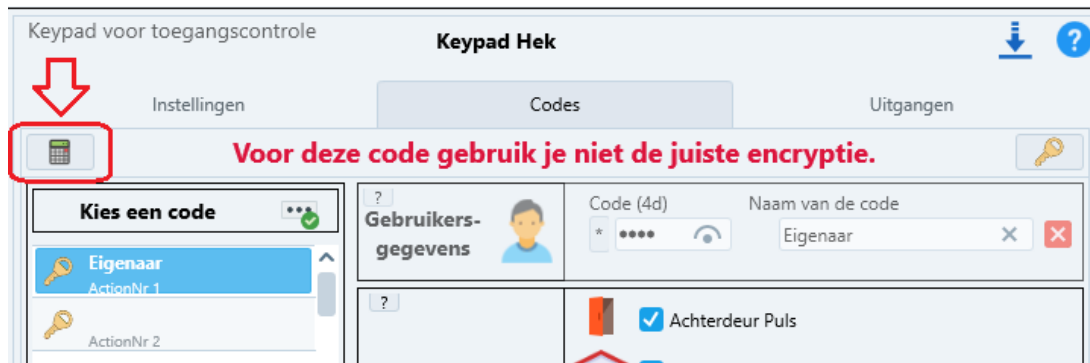 Keypad voor toegangscontrole
Keypad Hek
?
Instellingen
Codes
Uitgangen
Voor deze code gebruik je niet de juiste encryptie.
Kies een code
?
Gebruikers-
gegevens
Code (4d)
Naam van de code
* ••••
Eigenaar
Eigenaar
ActionNr 1
ActionNr 2
?
Achterdeur Puls